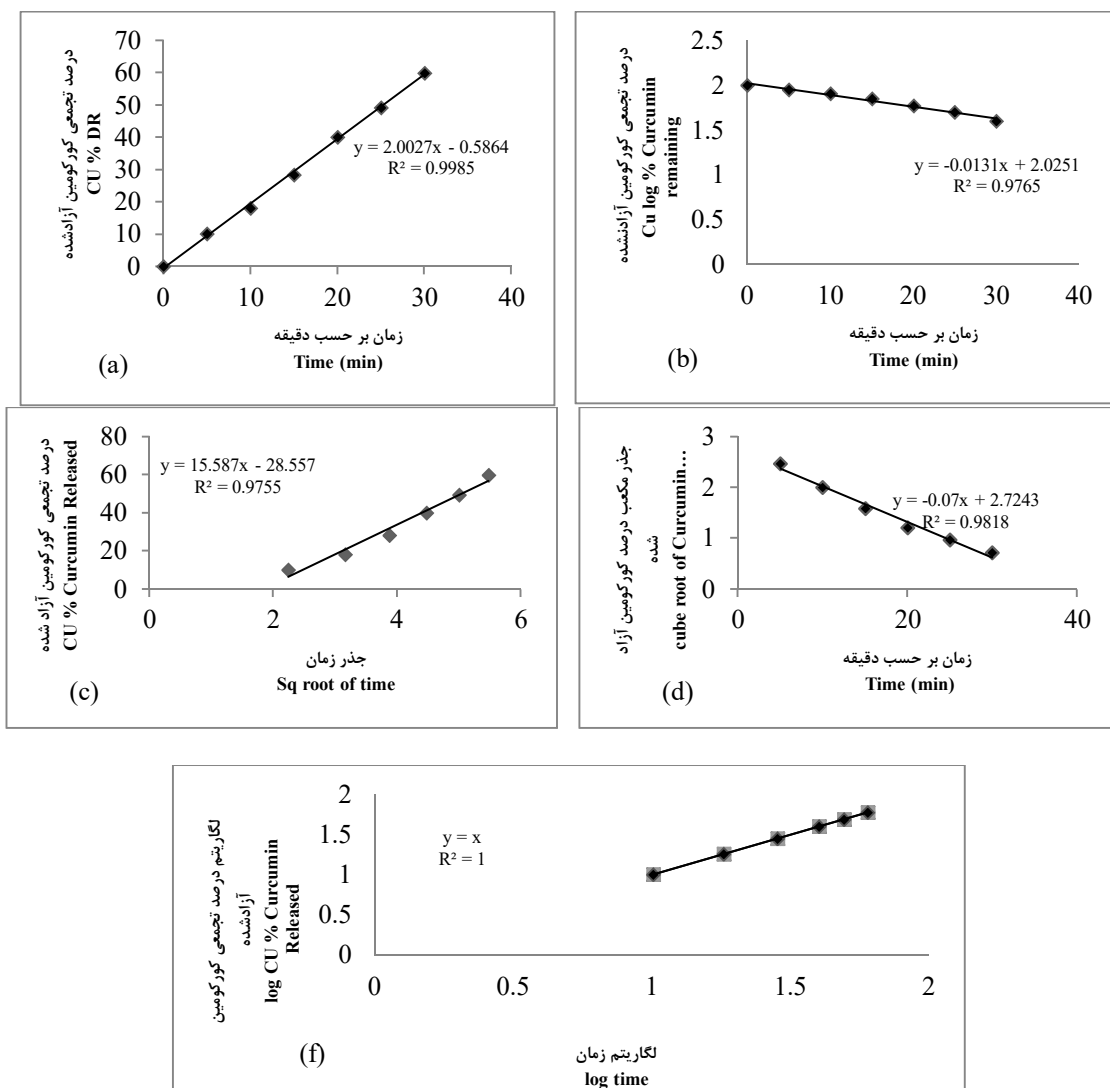 درصد تجمعی کورکومین آزادشده
CU % DR
70
60
50
40
30
20
10
0
y = 2.0027x - 0.5864
R² = 0.9985
0 10 20 30 40
زمان بر حسب دقیقه
Time (min)
(a)
درصد تجمعی کورکومین آزادنشده
Cu log % Curcumin
remaining
2.5
2
1.5
1
0.5
0
y = -0.0131x + 2.0251
R² = 0.9765
0 10 20 30 40
زمان بر حسب دقیقه
Time (min)
(b)
درصد تجمعی کورکومین آزاد شده
CU % Curcumin Released
80
60
40
20
0
y = 15.587x - 28.557
R² = 0.9755
0 2 4 6
جذر زمان
Sq root of time
(c)
جذر مکعب درصد کورکومین آزاد
شده
cube root of Curcumin…
3
2
1
0
y = -0.07x + 2.7243
R² = 0.9818
0 20 40
زمان بر حسب دقیقه
Time (min)
(d)
لگاریتم درصد تجمعی کورکومین
آزادشده
log CU % Curcumin
Released
2
1.5
1
0.5
0
y = x
R² = 1
0 0.5 1 1.5 2
لگاریتم زمان
log time
(f)